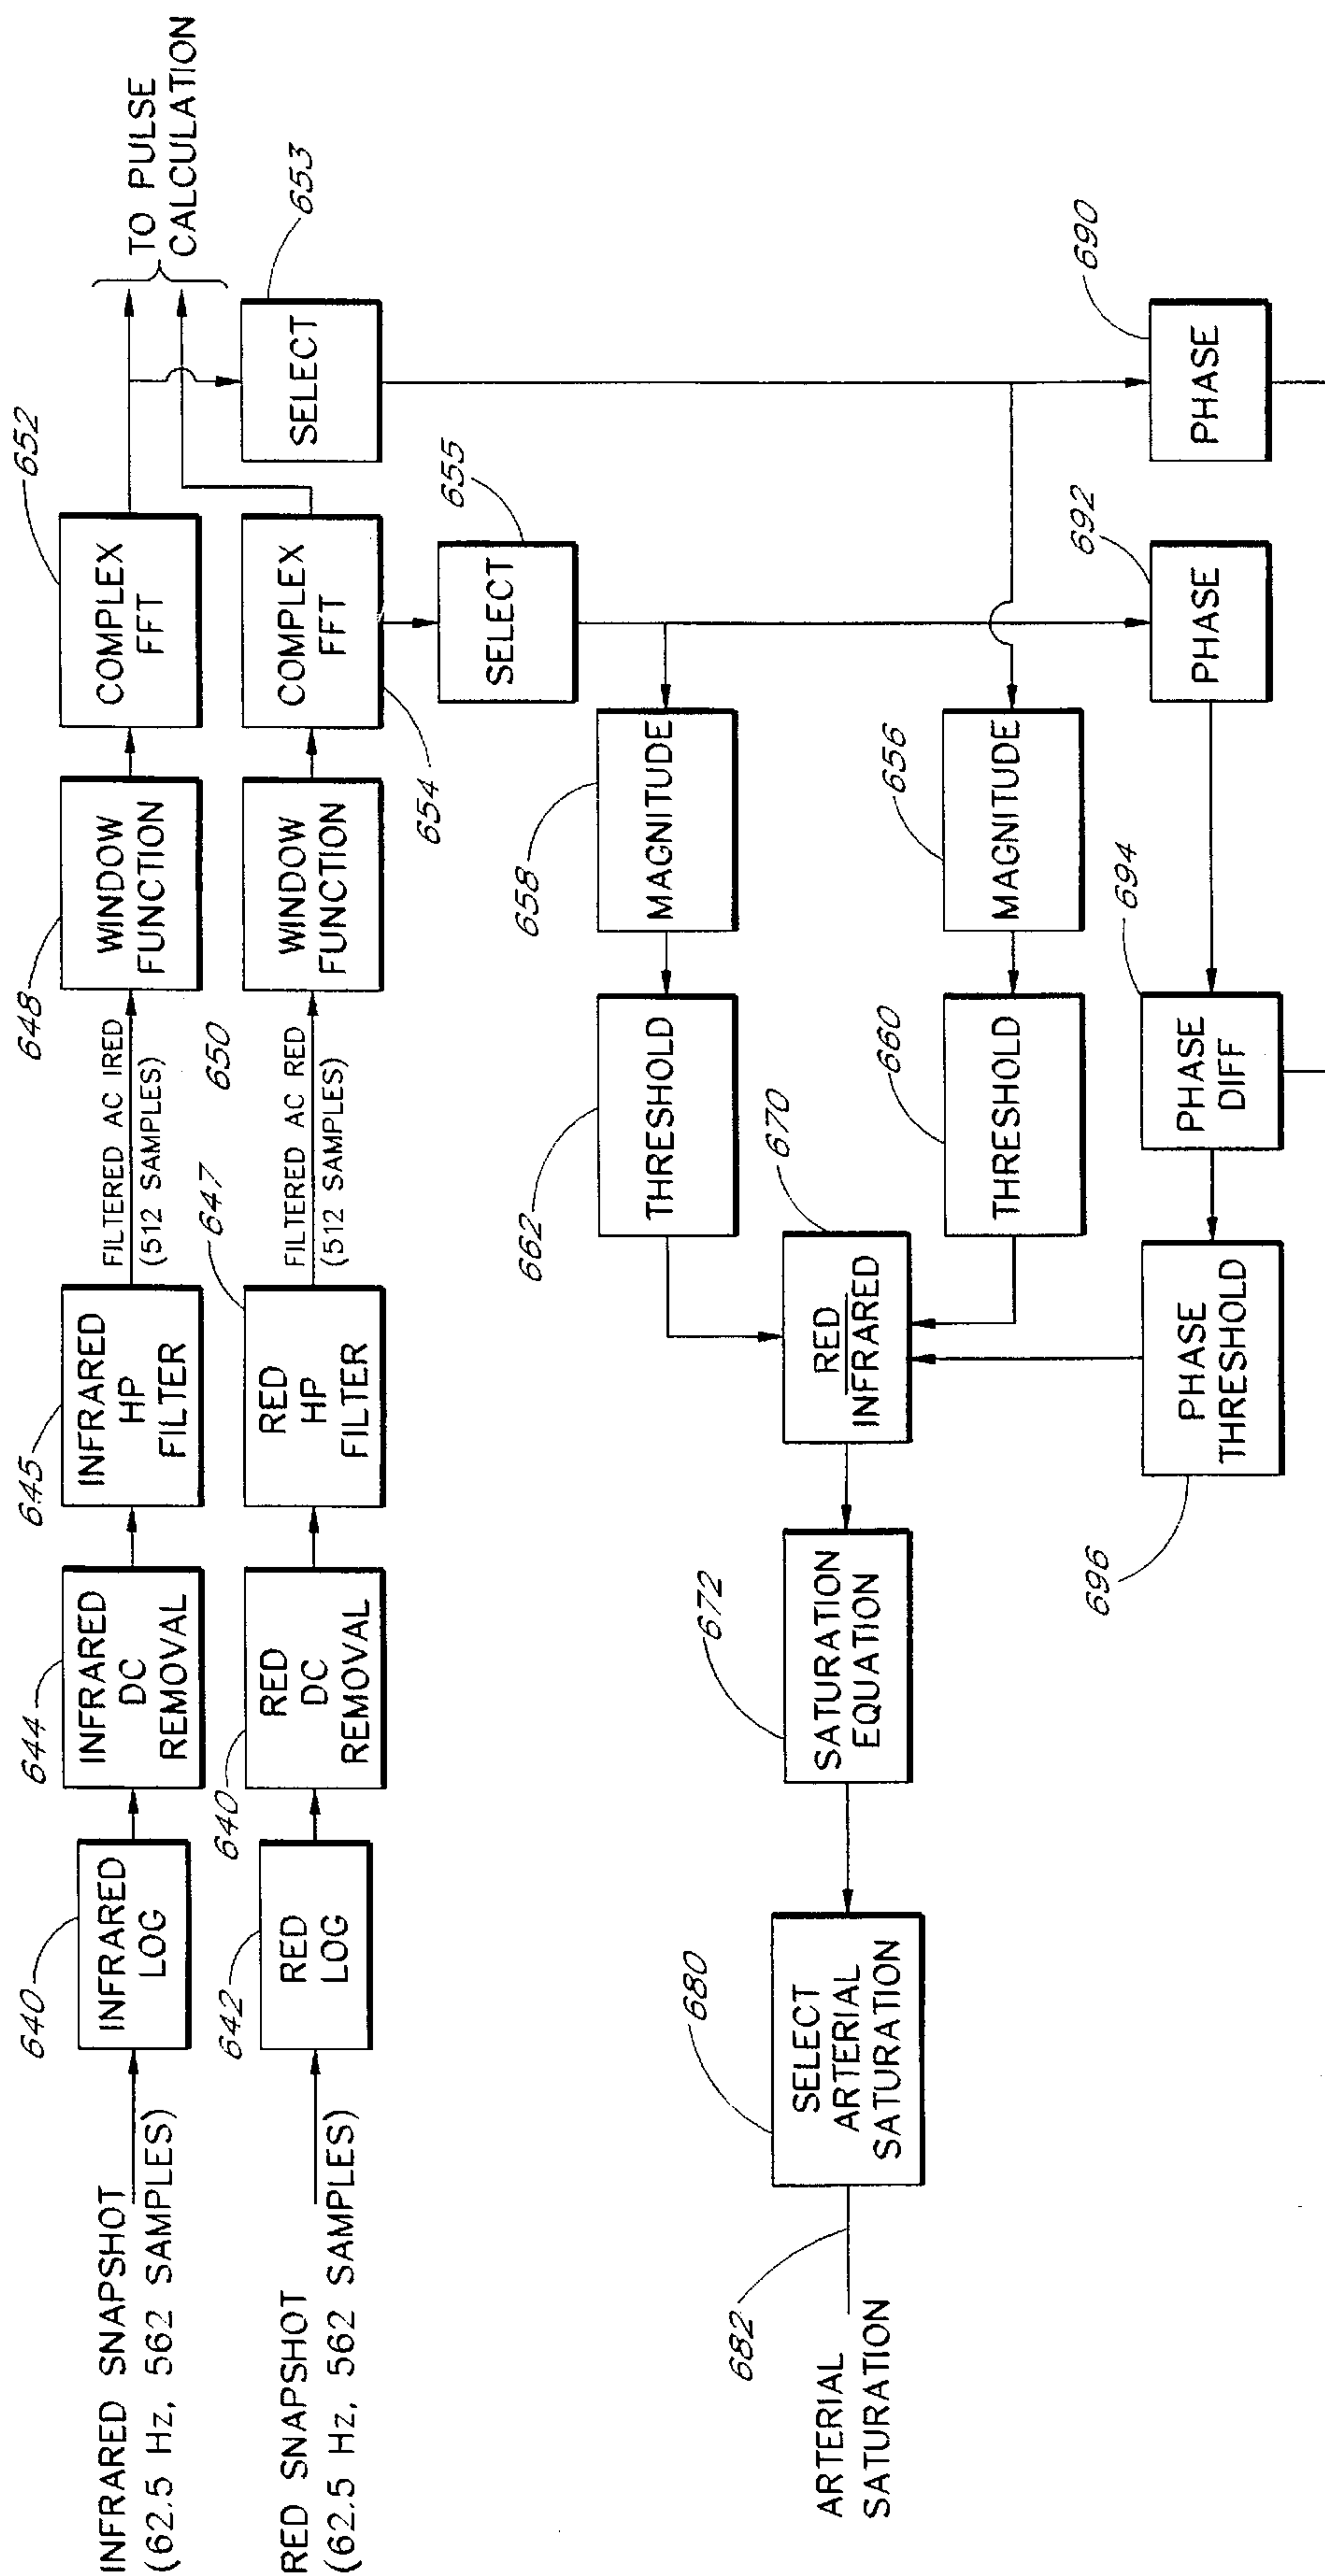 INFRARED SNAPSHOT
(62.5 Hz, 562 SAMPLES)
640
INFRARED
LOG
644
INFRARED
DC
REMOVAL
645
INFRARED
HP
FILTER
FILTERED AC IRED
(512 SAMPLES)
648
WINDOW
FUNCTION
652
COMPLEX
FFT
TO PULSE
CALCULATION
RED SNAPSHOT
(62.5 Hz, 562 SAMPLES)
642
RED
LOG
640
RED
DC
REMOVAL
647
RED
HP
FILTER
FILTERED AC RED
(512 SAMPLES)
650
WINDOW
FUNCTION
654
COMPLEX
FFT
653
SELECT
655
SELECT
662
THRESHOLD
658
MAGNITUDE
ARTERIAL
SATURATION
682
680
SELECT
ARTERIAL
SATURATION
672
SATURATION
EQUATION
670
RED
INFRARED
660
THRESHOLD
656
MAGNITUDE
696
PHASE
THRESHOLD
694
PHASE
DIFF
692
PHASE
690
PHASE